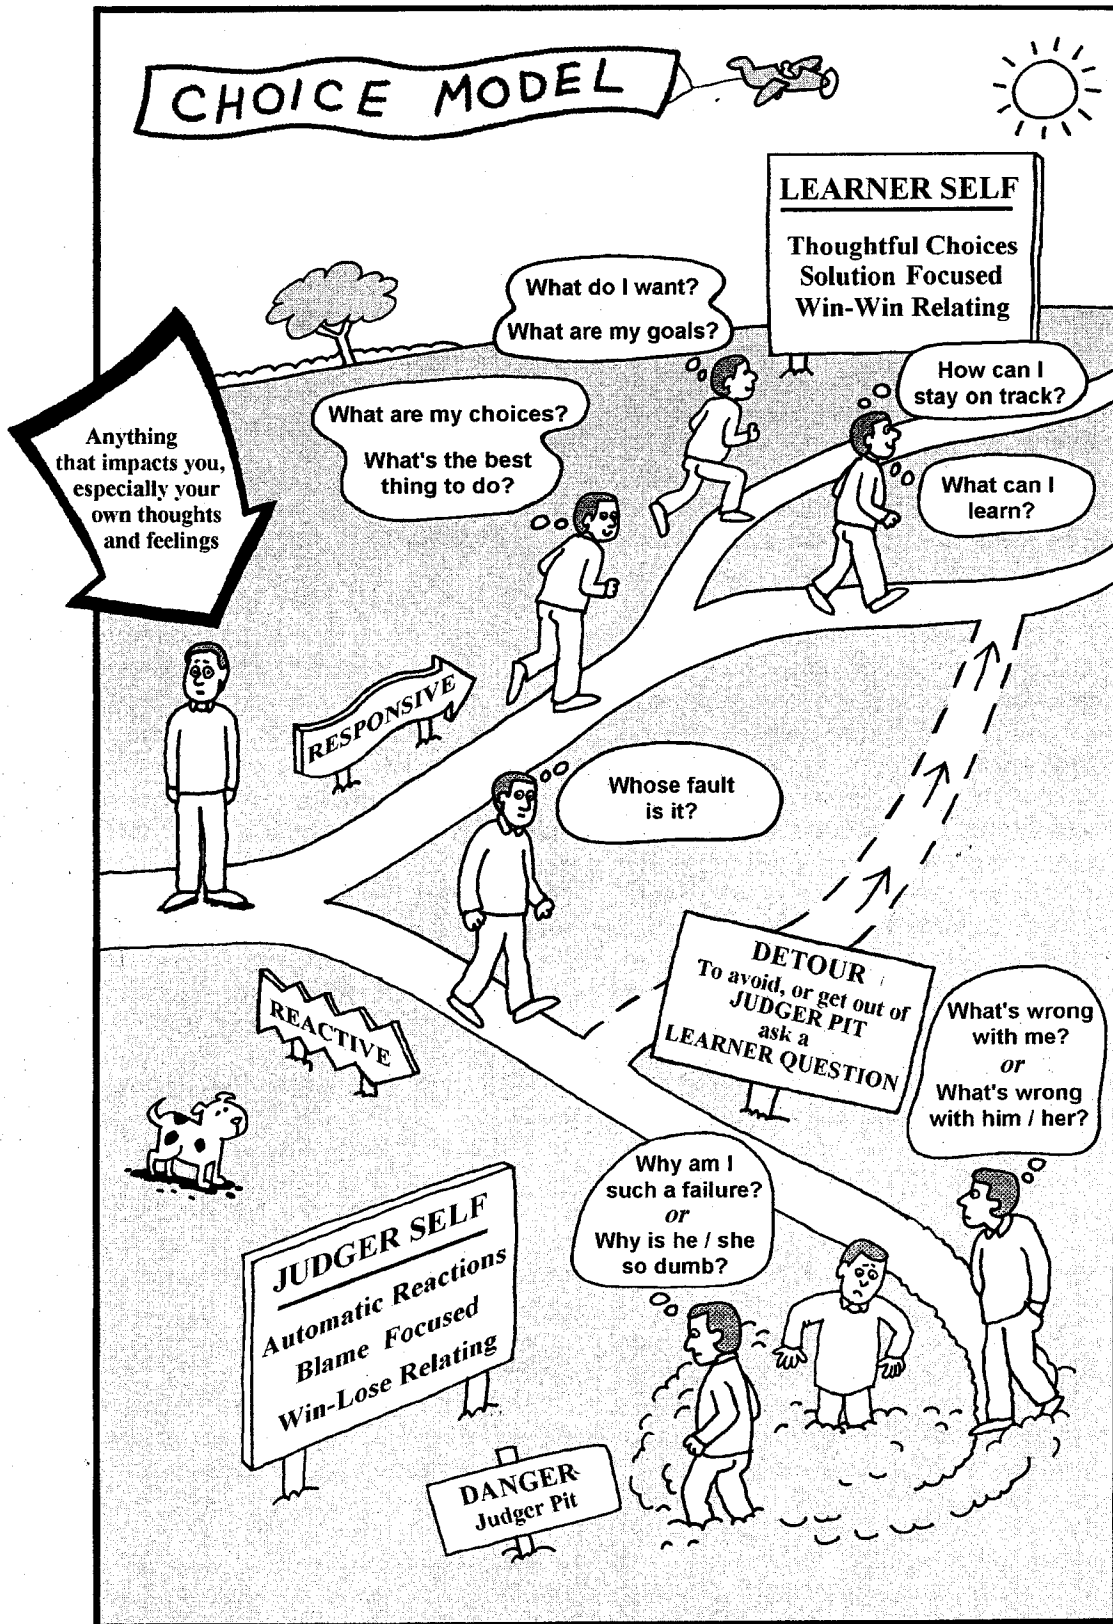 CHOICE MODEL
LEARNER SELF
Thoughtful Choices
Solution Focused
Win-Win Relating
What do I want?
What are my goals?
How can I
stay on track?
What are my choices?
What's the best
thing to do?
What can I
learn?
Anything
that impacts you,
especially your
own thoughts
and feelings
RESPONSIVE
Whose fault
is it?
REACTIVE
DETOUR
To avoid, or get out of
JUDGER PIT
ask a
LEARNER QUESTION
What's wrong
with me?
or
What's wrong
with him / her?
Why am I
such a failure?
or
Why is he / she
so dumb?
JUDGER SELF
Automatic Reactions
Blame Focused
Win-Lose Relating
DANGER
Judger Pit